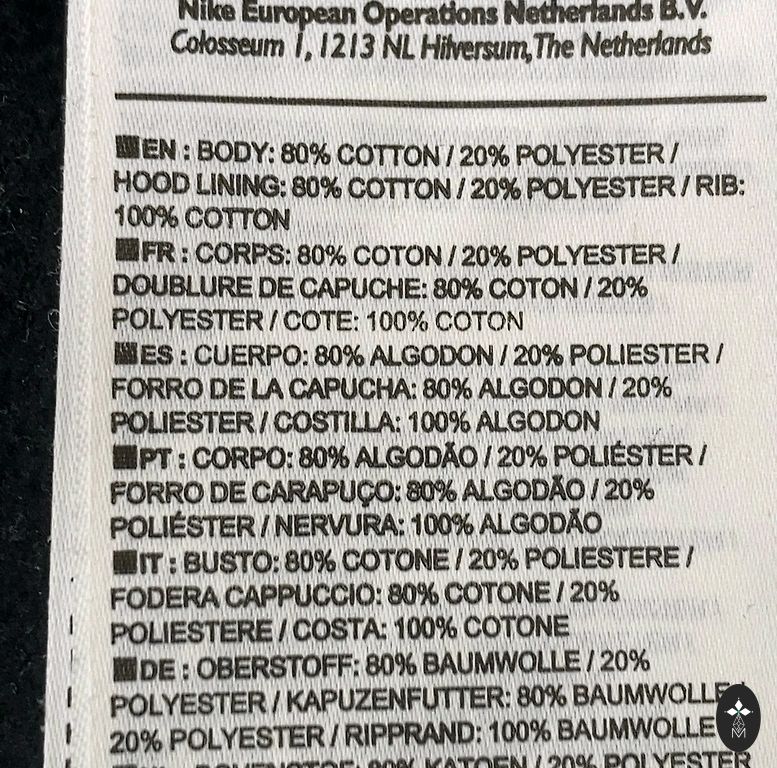 Nike European Operations Netherlands B.V.
Colosseum 1, 1213 NL Hilversum, The Netherlands
EN : BODY: 80% COTTON / 20% POLYESTER /
HOOD LINING: 80% COTTON / 20% POLYESTER / RIB:
100% COTTON
FR : CORPS: 80% COTON / 20% POLYESTER /
DOUBLURE DE CAPUCHE: 80% COTON / 20%
POLYESTER / COTE: 100% COTON
ES : CUERPO: 80% ALGODON / 20% POLIESTER /
FORRO DE LA CAPUCHA: 80% ALGODON / 20%
POLIESTER / COSTILLA: 100% ALGODON
PT : CORPO: 80% ALGODÃO / 20% POLIÉSTER /
FORRO DE CARAPUÇO: 80% ALGODÃO / 20%
POLIÉSTER / NERVURA: 100% ALGODÃO
IT : BUSTO: 80% COTONE / 20% POLIESTERE /
FODERA CAPPUCCIO: 80% COTONE / 20%
POLIESTERE / COSTA: 100% COTONE
DE : OBERSTOFF: 80% BAUMWOLLE / 20%
POLYESTER / KAPUZENFUTTER: 80% BAUMWOLLE /
20% POLYESTER / RIPPRAND: 100% BAUMWOLLE
80% KATOEN / 20% POLYESTER